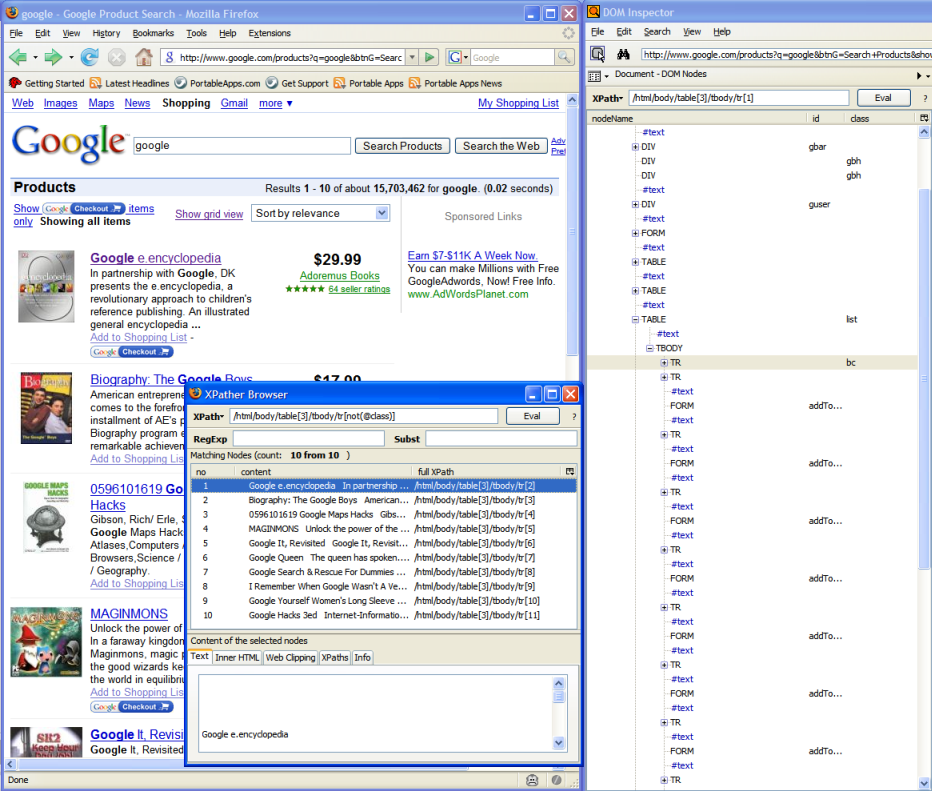 google - Google Product Search - Mozilla Firefox
File Edit View History Bookmarks Tools Help Extensions
http://www.google.com/products?q=google&btnG=Searc
Google
Getting Started Latest Headlines PortableApps.com Get Support Portable Apps Portable Apps News
Web Images Maps News Shopping Gmail more ▼ My Shopping List
Google google Search Products Search the Web Adv
Pref
Products Results 1 - 10 of about 15,703,462 for google. (0.02 seconds)
Show Google Checkout items
only Showing all items
Show grid view Sort by relevance
Sponsored Links
Google e.encyclopedia
In partnership with Google, DK
presents the e.encyclopedia, a
revolutionary approach to children's
reference publishing. An illustrated
general encyclopedia ...
Add to Shopping List -
Google Checkout
$29.99
Adoremus Books
★★★★★ 64 seller ratings
Earn $7-$11K A Week Now.
You can make Millions with Free
GoogleAdwords, Now! Free Info.
www.AdWordsPlanet.com
Biography: The Google Boys
American entreprene
comes to the forefro
installment of AE's p
Biography program e
remarkable achieven
Add to Shopping Lis
$17.99
GOOGLE MAPS
HACKS
0596101619 Go
Hacks
Gibson, Rich/ Erle, S
Google Maps Hack
Atlases,Computers /
Browsers,Science /
/ Geography.
Add to Shopping Lis
MAGINMONS
MAGINMONS
Unlock the power of
In a faraway kingdon
Maginmons, magic p
the good wizards ke
the world in equilibriu
Add to Shopping Lis
Google Checkout
SK2
Keep Your
Google It, Revisi
Google It, Revisited
Done
XPather Browser
XPath /html/body/table[3]/tbody/tr[not(@class)] Eval ?
RegExp Subst
Matching Nodes (count: 10 from 10 )
no content full XPath
1 Google e.encyclopedia In partnership ... /html/body/table[3]/tbody/tr[2]
2 Biography: The Google Boys American... /html/body/table[3]/tbody/tr[3]
3 0596101619 Google Maps Hacks Gibs... /html/body/table[3]/tbody/tr[4]
4 MAGINMONS Unlock the power of the ... /html/body/table[3]/tbody/tr[5]
5 Google It, Revisited Google It, Revisit... /html/body/table[3]/tbody/tr[6]
6 Google Queen The queen has spoken.... /html/body/table[3]/tbody/tr[7]
7 Google Search & Rescue For Dummies ... /html/body/table[3]/tbody/tr[8]
8 I Remember When Google Wasn't A Ve... /html/body/table[3]/tbody/tr[9]
9 Google Yourself Women's Long Sleeve ... /html/body/table[3]/tbody/tr[10]
10 Google Hacks 3ed Internet-Informatio... /html/body/table[3]/tbody/tr[11]
Content of the selected nodes
Text Inner HTML Web Clipping XPaths Info
Google e.encyclopedia
DOM Inspector
File Edit Search View Help
http://www.google.com/products?q=google&btnG=Search+Products&show
Document - DOM Nodes
XPath /html/body/table[3]/tbody/tr[1] Eval ?
nodeName id class
#text
DIV gbar
DIV gbh
DIV gbh
#text
DIV guser
#text
FORM
#text
TABLE
#text
TABLE
#text
TABLE list
#text
TBODY
TR bc
TR
#text
FORM addTo...
#text
TR
#text
FORM addTo...
#text
TR
#text
FORM addTo...
#text
TR
#text
FORM addTo...
#text
TR
#text
FORM addTo...
#text
TR
#text
FORM addTo...
#text
TR
#text
FORM addTo...
#text
TR